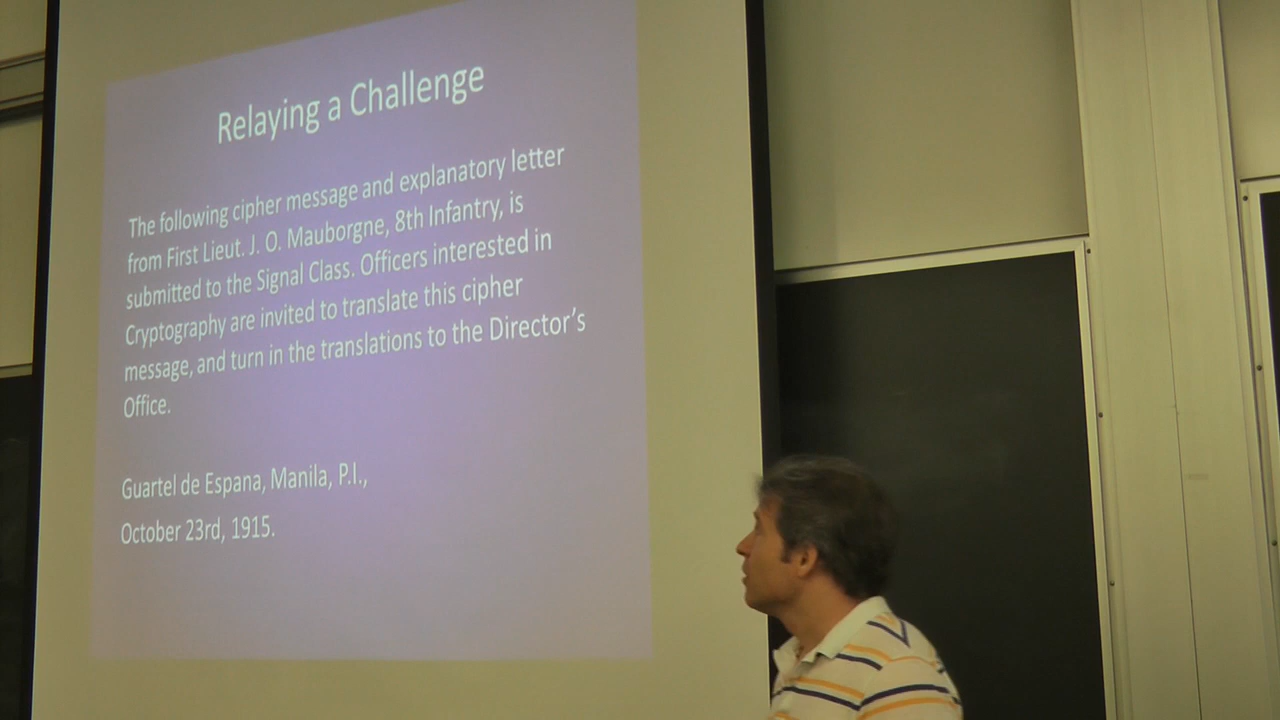 Relaying a Challenge
The following cipher message and explanatory letter
from First Lieut. J. O. Mauborgne, 8th Infantry, is
submitted to the Signal Class. Officers interested in
Cryptography are invited to translate this cipher
message, and turn in the translations to the Director's
Office.
Guartel de Espana, Manila, P.I.,
October 23rd, 1915.